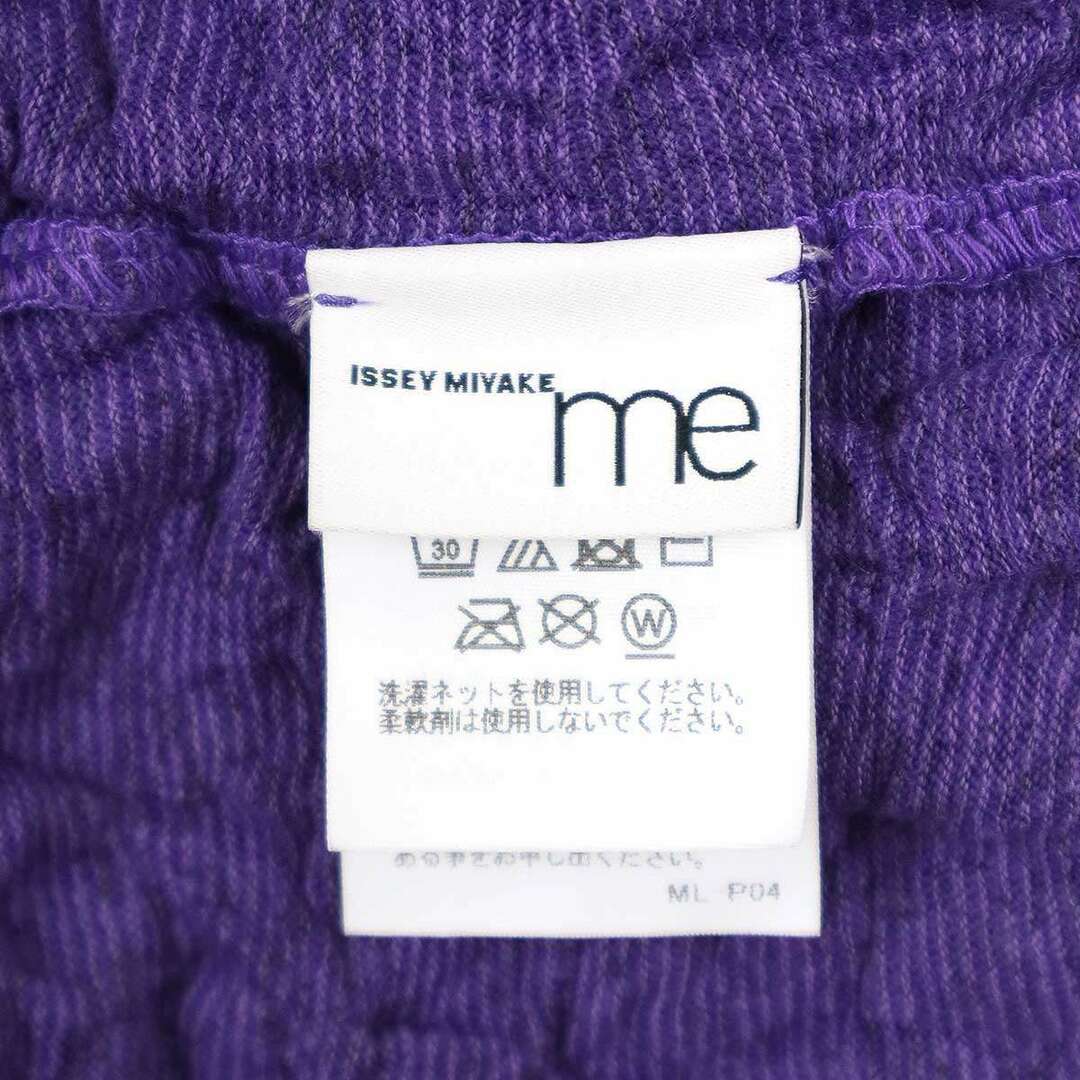 ISSEY MIYAKE me
30
W
洗濯ネットを使用してください。
柔軟剤は使用しないでください。
ML P04